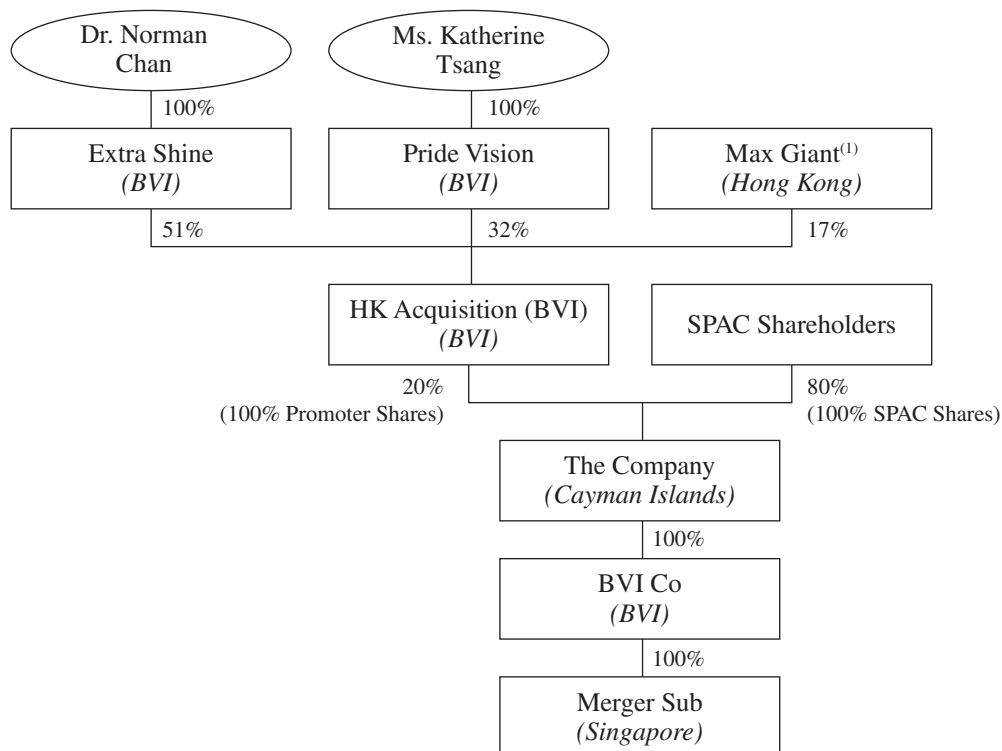 Dr. Norman
Chan
Ms. Katherine
Tsang
100%
100%
Extra Shine
(BVI)
Pride Vision
(BVI)
Max Giant(1)
(Hong Kong)
51%
32%
17%
HK Acquisition (BVI)
(BVI)
SPAC Shareholders
20%
(100% Promoter Shares)
80%
(100% SPAC Shares)
The Company
(Cayman Islands)
100%
BVI Co
(BVI)
100%
Merger Sub
(Singapore)